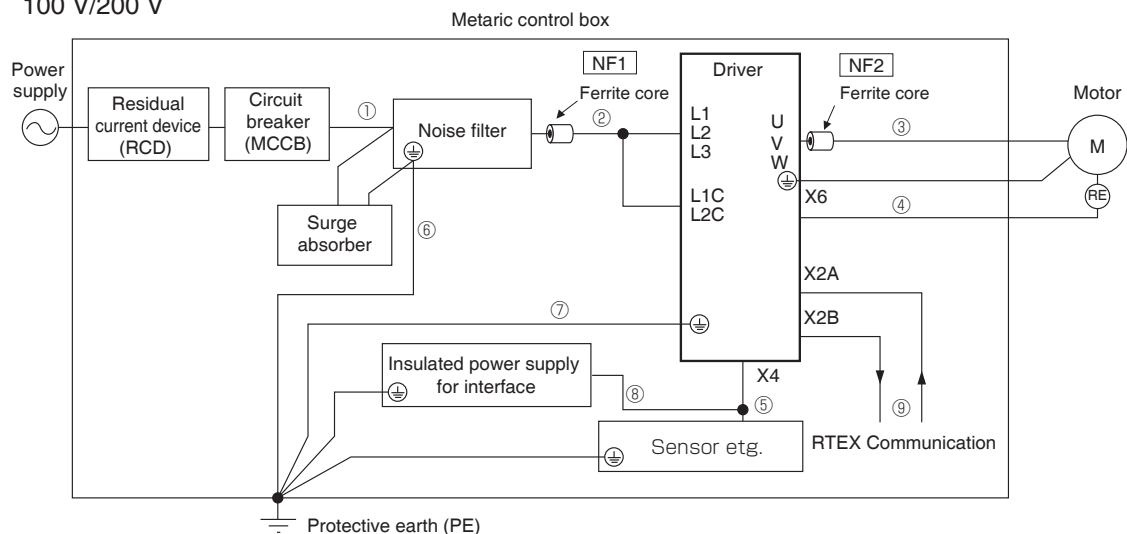 100 V/200 V
Metaric control box
Power
supply
Residual
current device
(RCD)
Circuit
breaker
(MCCB)
①
Noise filter
NF1
Ferrite core
②
Driver
L1
L2
L3
L1C
L2C
U
V
W
X6
X2A
X2B
X4
NF2
Ferrite core
③
Motor
M
RE
④
Surge
absorber
⑥
⑦
Insulated power supply
for interface
⑧
⑤
⑨
Sensor etg.
RTEX Communication
Protective earth (PE)